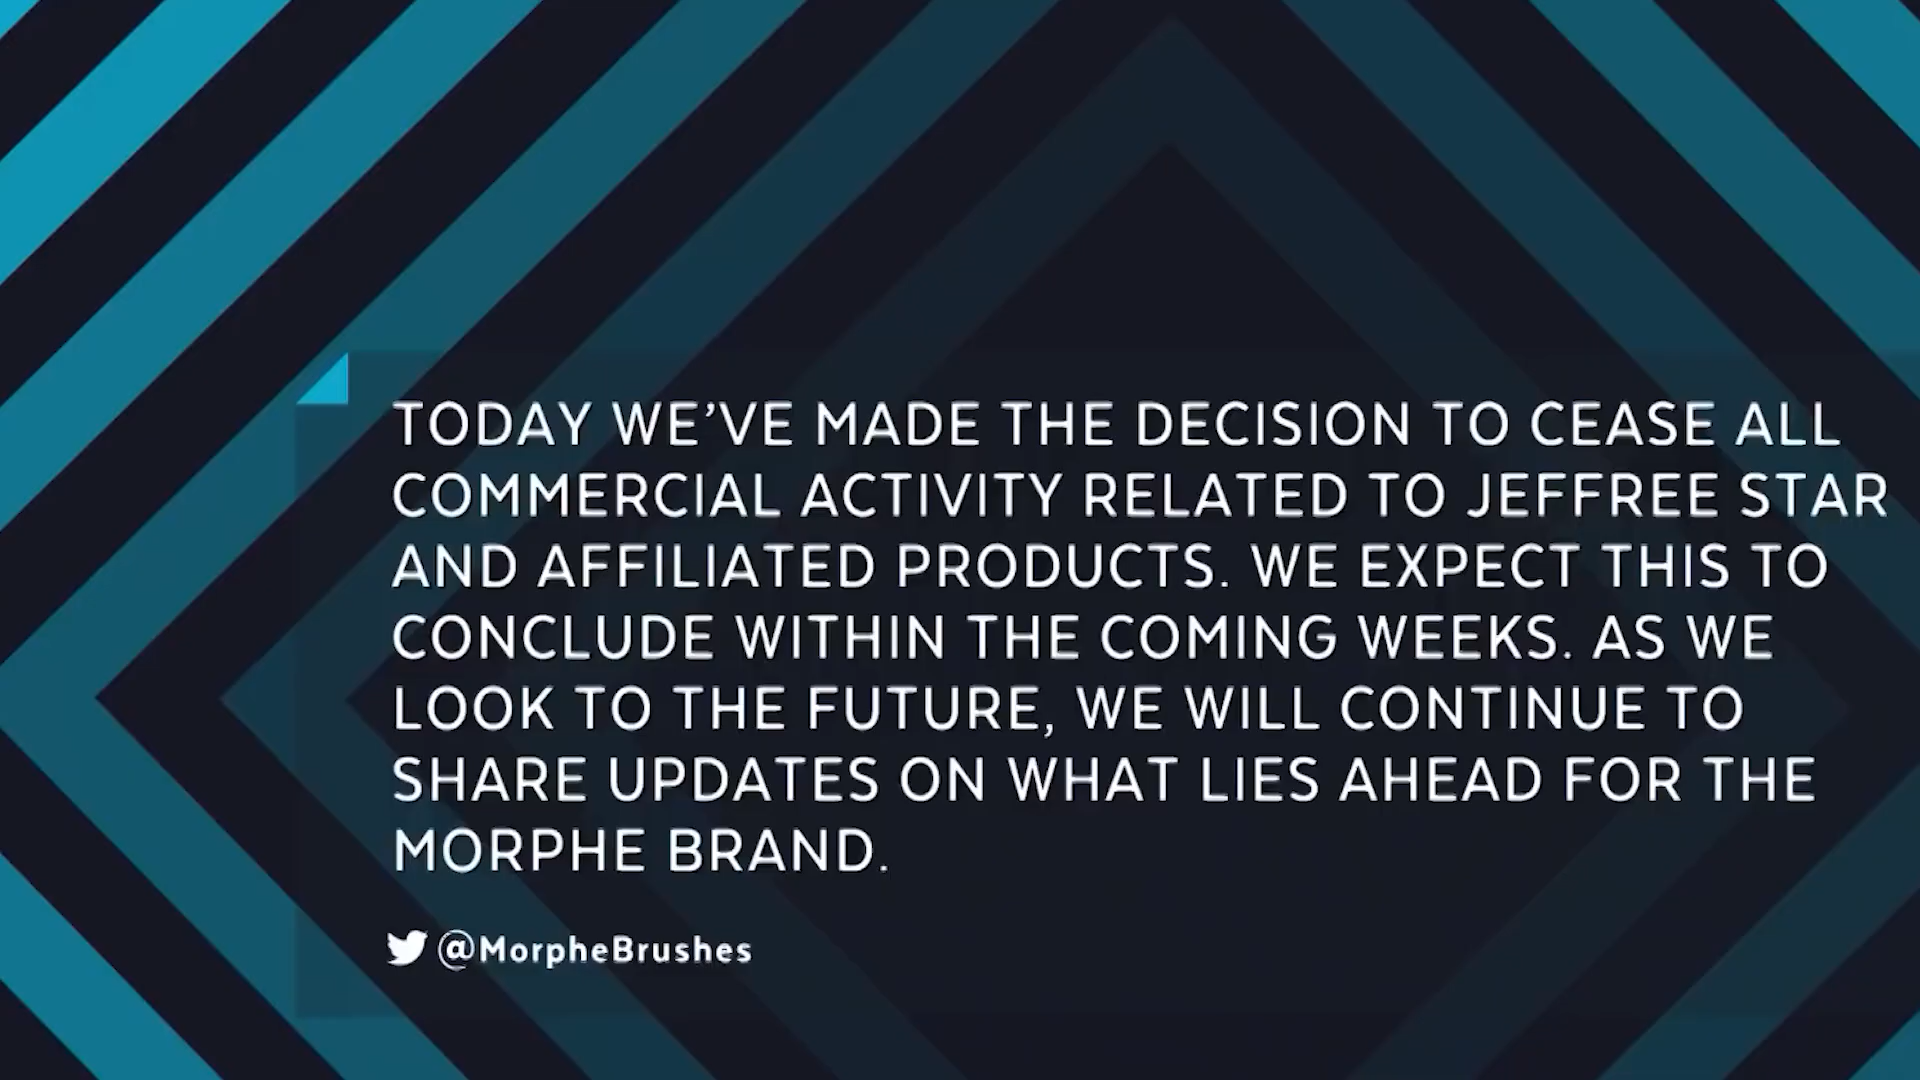 TODAY WE’VE MADE THE DECISION TO CEASE ALL
COMMERCIAL ACTIVITY RELATED TO JEFFREE STAR
AND AFFILIATED PRODUCTS. WE EXPECT THIS TO
CONCLUDE WITHIN THE COMING WEEKS. AS WE
LOOK TO THE FUTURE, WE WILL CONTINUE TO
SHARE UPDATES ON WHAT LIES AHEAD FOR THE
MORPHE BRAND.
@MorpheBrushes